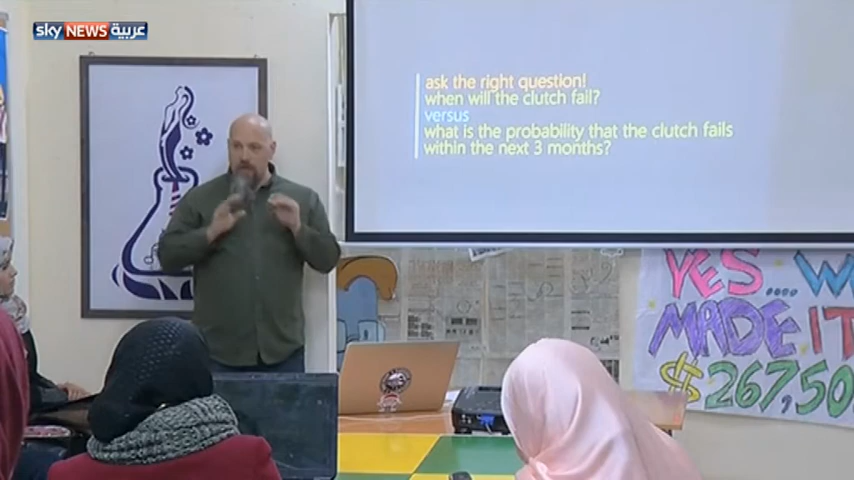 sky NEWS عربية
ask the right question!
when will the clutch fail?
versus
what is the probability that the clutch fails
within the next 3 months?
YES....
MADE IT
$267,50